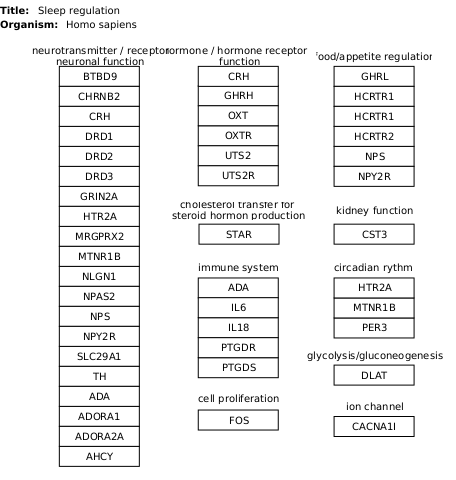 Title: Sleep regulation
Organism: Homo sapiens
neurotransmitter / receptor
neuronal function
BTBD9
CHRNB2
CRH
DRD1
DRD2
DRD3
GRIN2A
HTR2A
MRGPRX2
MTNR1B
NLGN1
NPAS2
NPS
NPY2R
SLC29A1
TH
ADA
ADORA1
ADORA2A
AHCY
hormone / hormone receptor
function
CRH
GHRH
OXT
OXTR
UTS2
UTS2R
cholesterol transfer for
steroid hormon production
STAR
immune system
ADA
IL6
IL18
PTGDR
PTGDS
cell proliferation
FOS
food/appetite regulation
GHRL
HCRTR1
HCRTR1
HCRTR2
NPS
NPY2R
kidney function
CST3
circadian rythm
HTR2A
MTNR1B
PER3
glycolysis/gluconeogenesis
DLAT
ion channel
CACNA1I